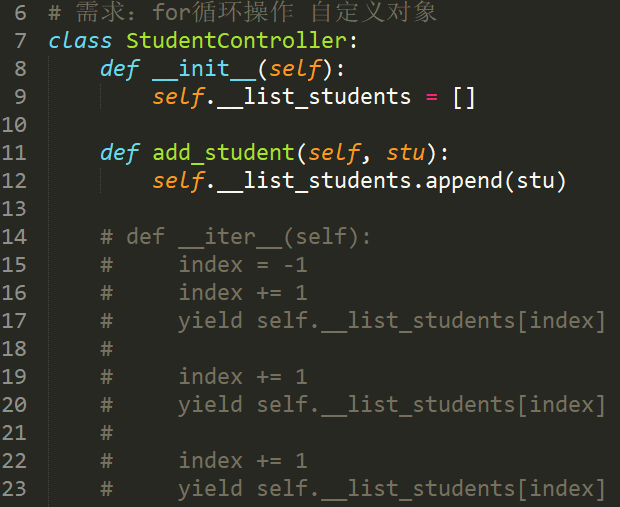 6 # 需求：for循环操作 自定义对象
7 class StudentController:
8     def __init__(self):
9         self.__list_students = []
10
11     def add_student(self, stu):
12         self.__list_students.append(stu)
13
14     # def __iter__(self):
15     #     index = -1
16     #     index += 1
17     #     yield self.__list_students[index]
18     #
19     #     index += 1
20     #     yield self.__list_students[index]
21     #
22     #     index += 1
23     #     yield self.__list_students[index]